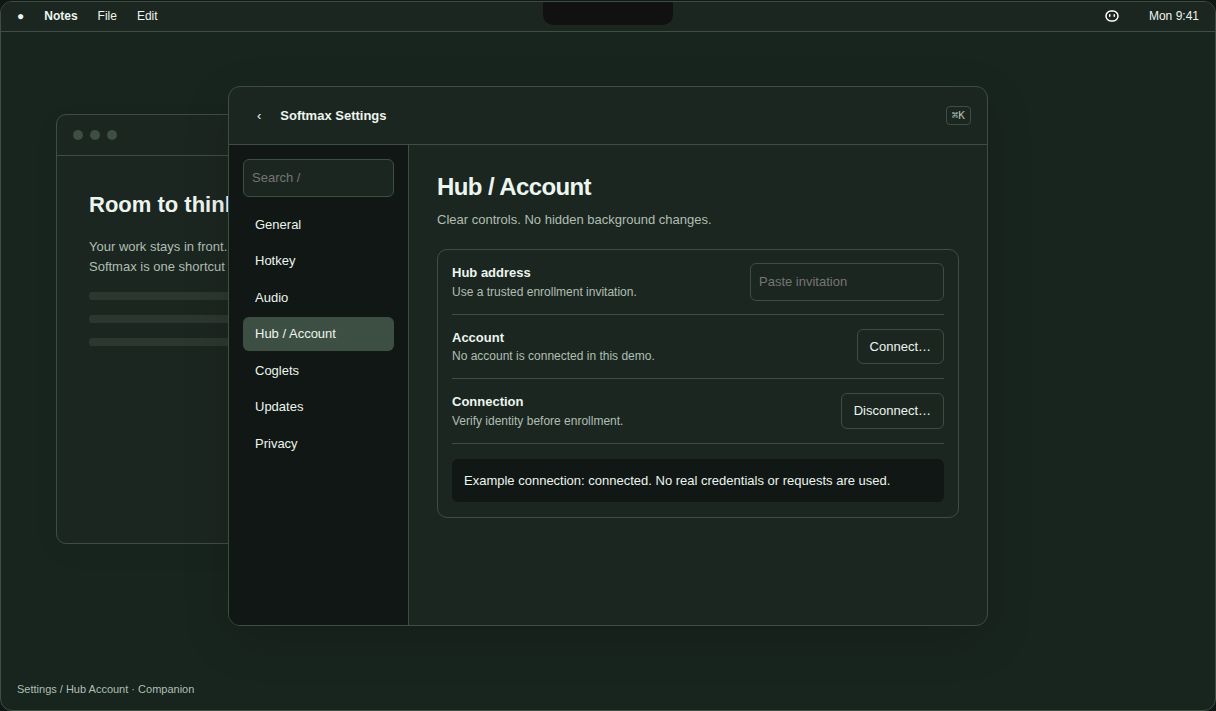 Notes File Edit
Mon 9:41
‹ Softmax Settings
⌘K
Room to think
Your work stays in front.
Softmax is one shortcut
Search /
General
Hotkey
Audio
Hub / Account
Coglets
Updates
Privacy
Hub / Account
Clear controls. No hidden background changes.
Hub address
Use a trusted enrollment invitation.
Paste invitation
Account
No account is connected in this demo.
Connect…
Connection
Verify identity before enrollment.
Disconnect…
Example connection: connected. No real credentials or requests are used.
Settings / Hub Account · Companion